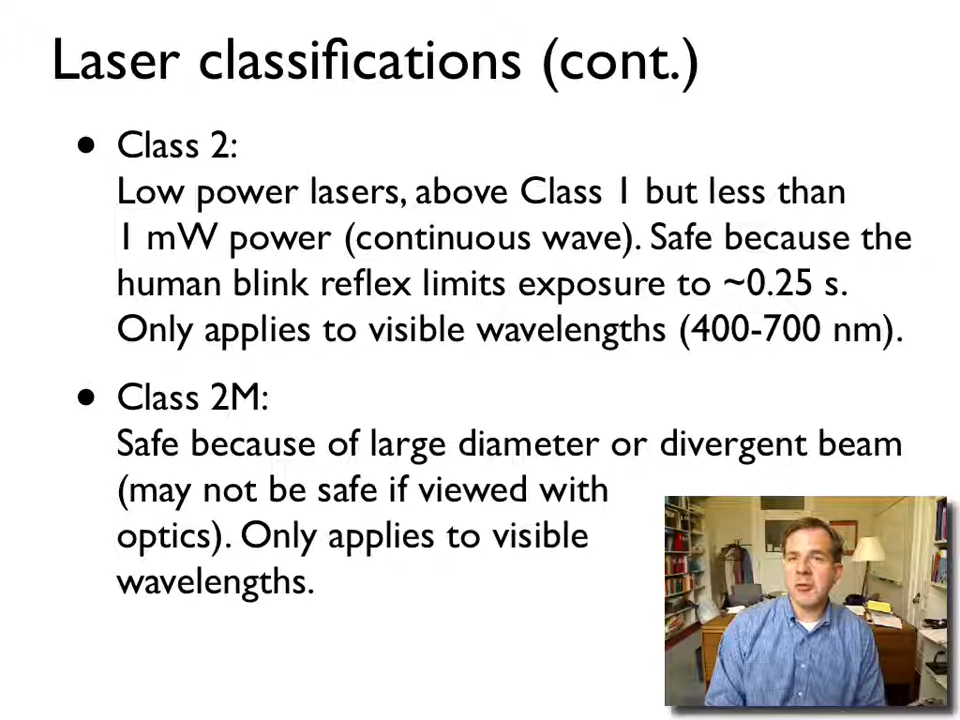 Laser classifications (cont.)
• Class 2:
Low power lasers, above Class 1 but less than
1 mW power (continuous wave). Safe because the
human blink reflex limits exposure to ~0.25 s.
Only applies to visible wavelengths (400-700 nm).
• Class 2M:
Safe because of large diameter or divergent beam
(may not be safe if viewed with
optics). Only applies to visible
wavelengths.